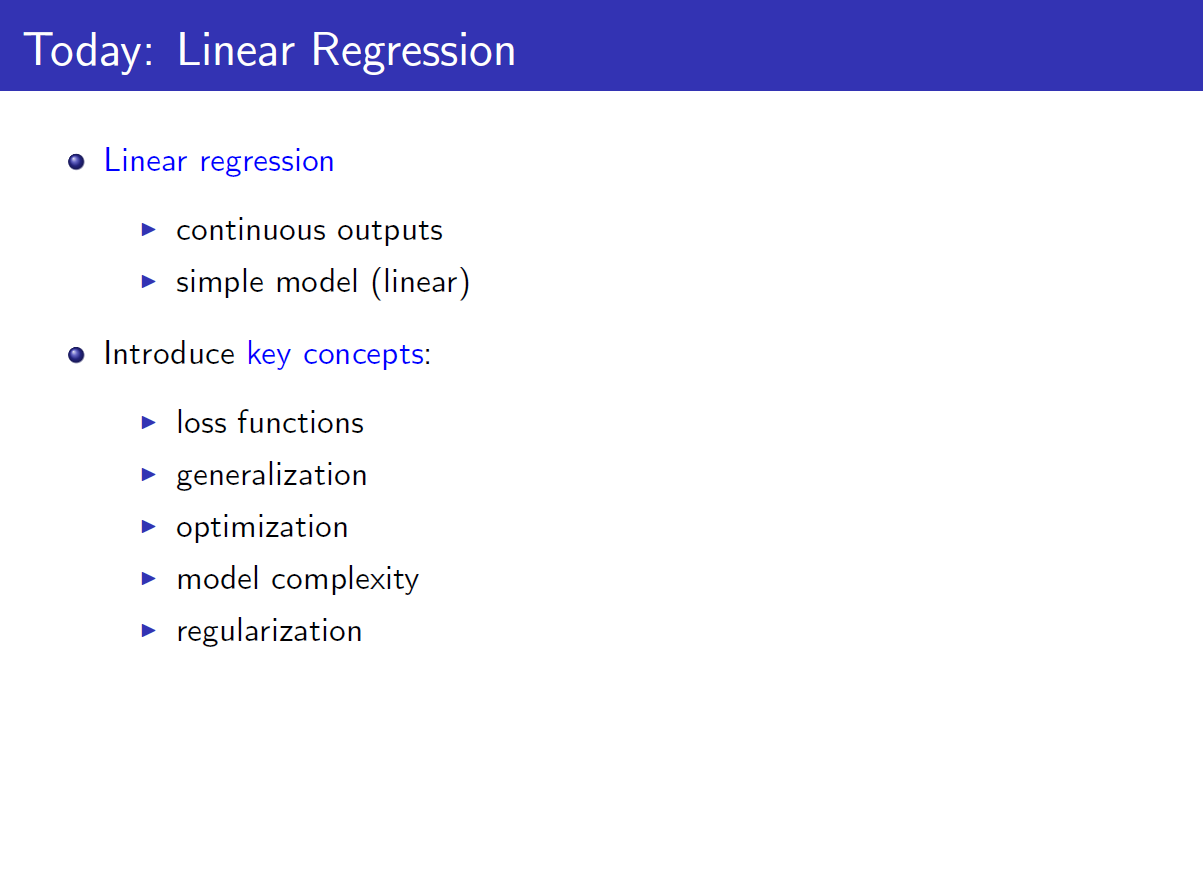 Today: Linear Regression
Linear regression
continuous outputs
simple model (linear)
Introduce key concepts:
loss functions
generalization
optimization
model complexity
regularization